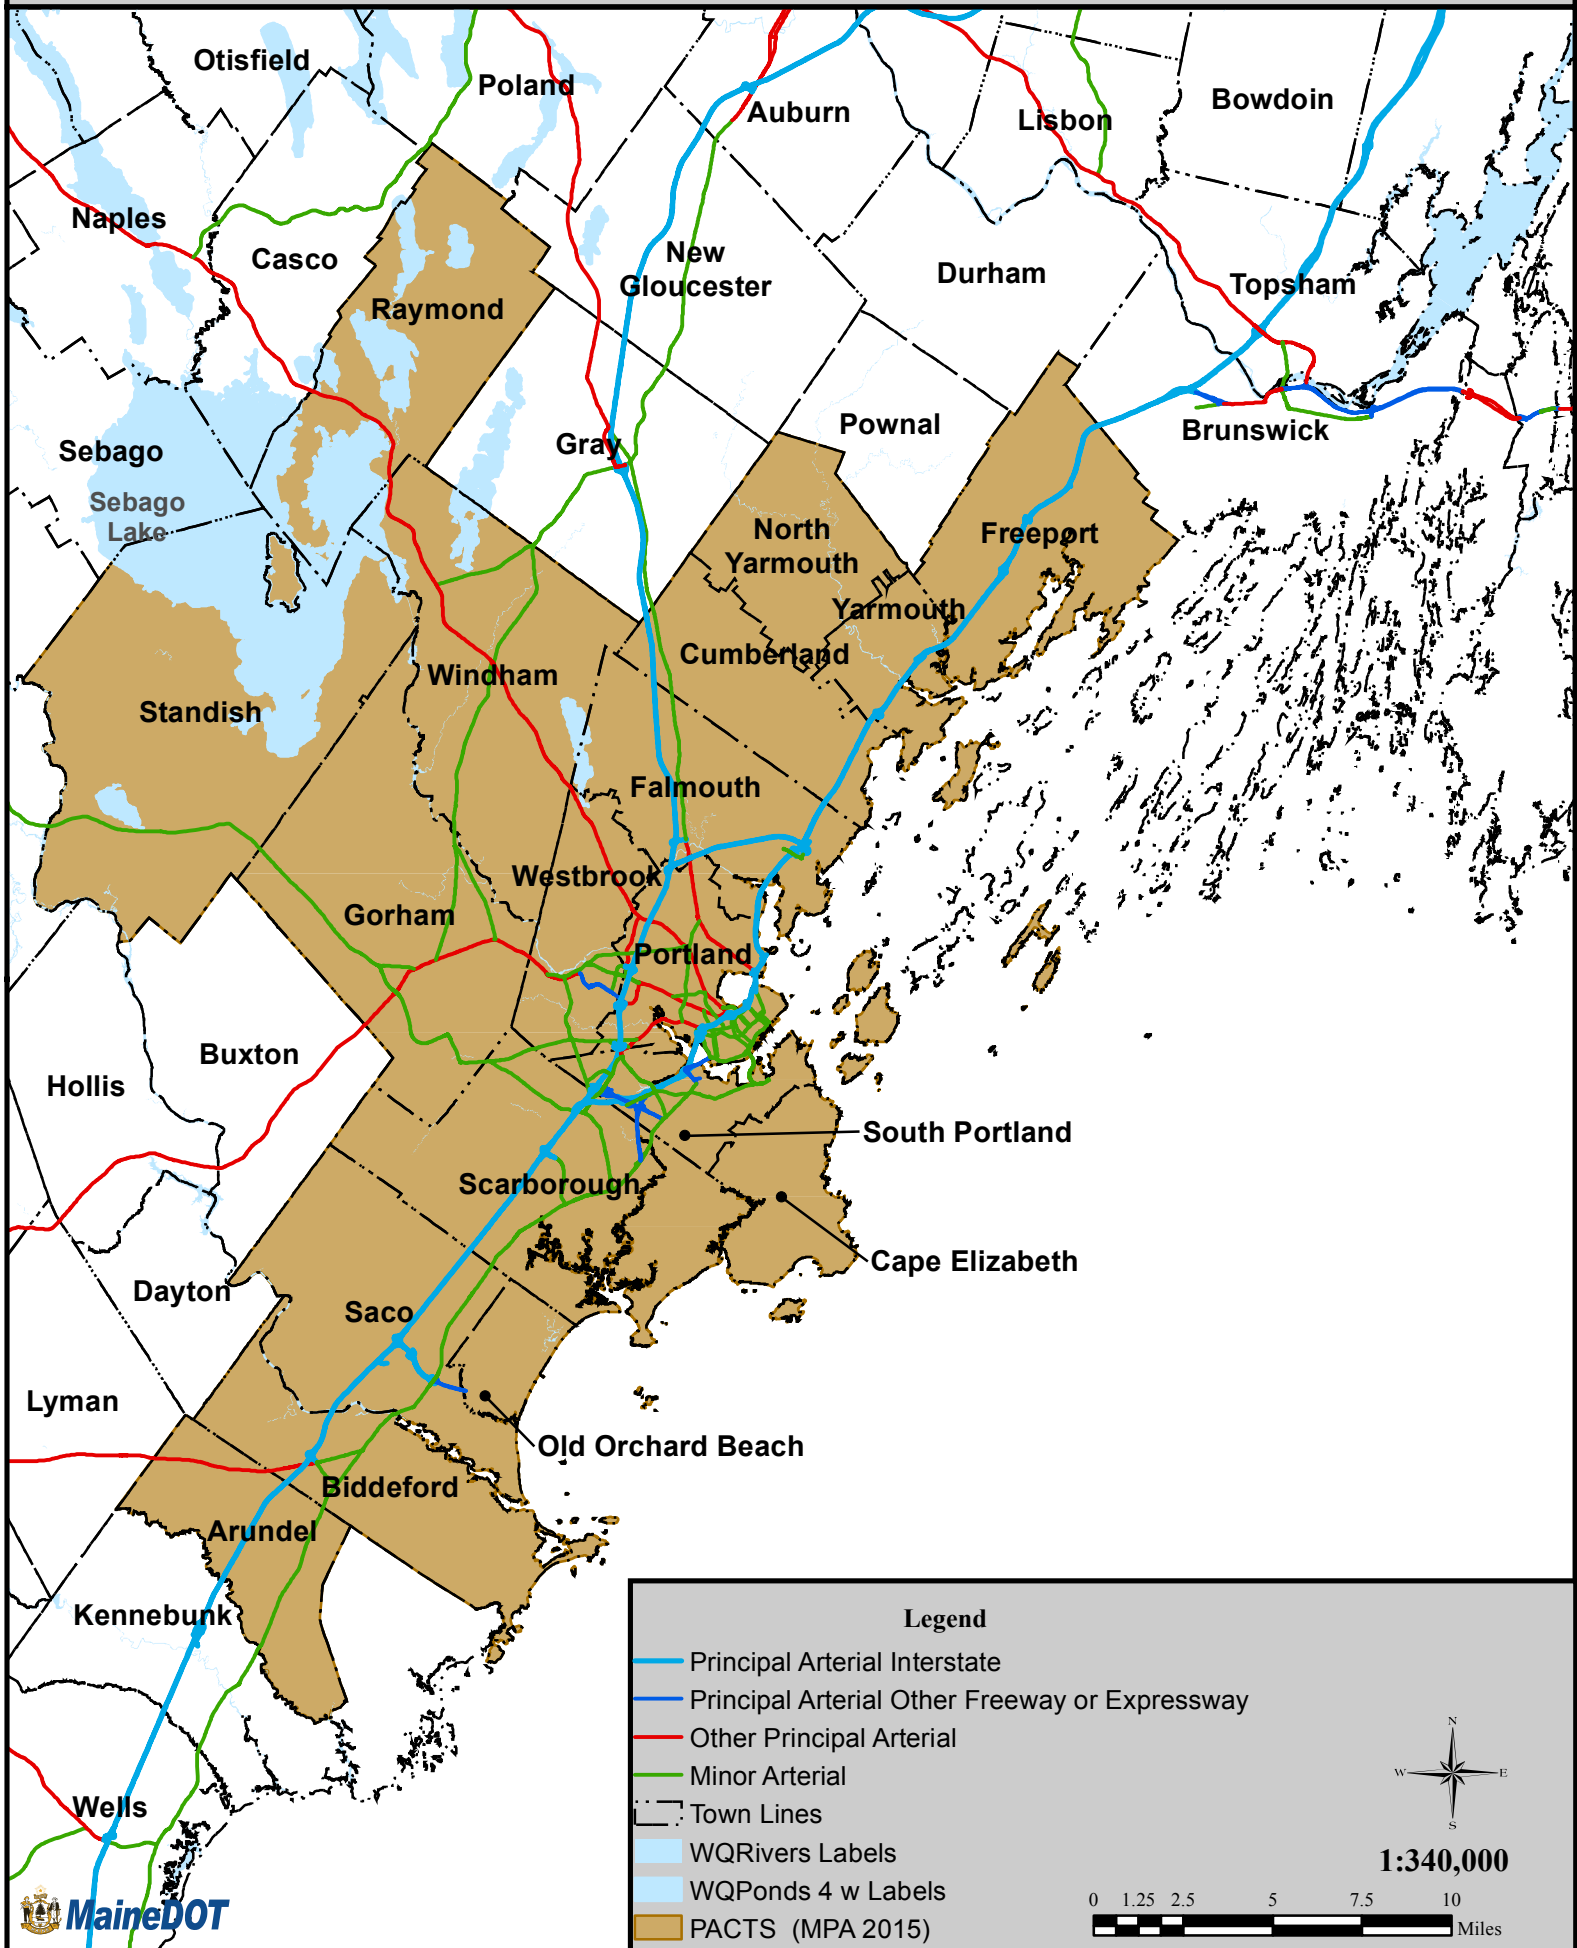 Otisfield
Poland
Auburn
Lisbon
Bowdoin
Naples
Casco
New
Gloucester
Durham
Topsham
Raymond
Pownal
Brunswick
Gray
Sebago
Sebago
Lake
North
Yarmouth
Freeport
Yarmouth
Cumberland
Windham
Standish
Falmouth
Westbrook
Gorham
Portland
Buxton
Hollis
South Portland
Scarborough
Cape Elizabeth
Dayton
Saco
Lyman
Old Orchard Beach
Biddeford
Arundel
Kennebunk
Wells
MaineDOT
Legend
Principal Arterial Interstate
Principal Arterial Other Freeway or Expressway
Other Principal Arterial
Minor Arterial
Town Lines
WQRivers Labels
WQPonds 4 w Labels
PACTS (MPA 2015)
N
W E
S
1:340,000
0 1.25 2.5 5 7.5 10
Miles